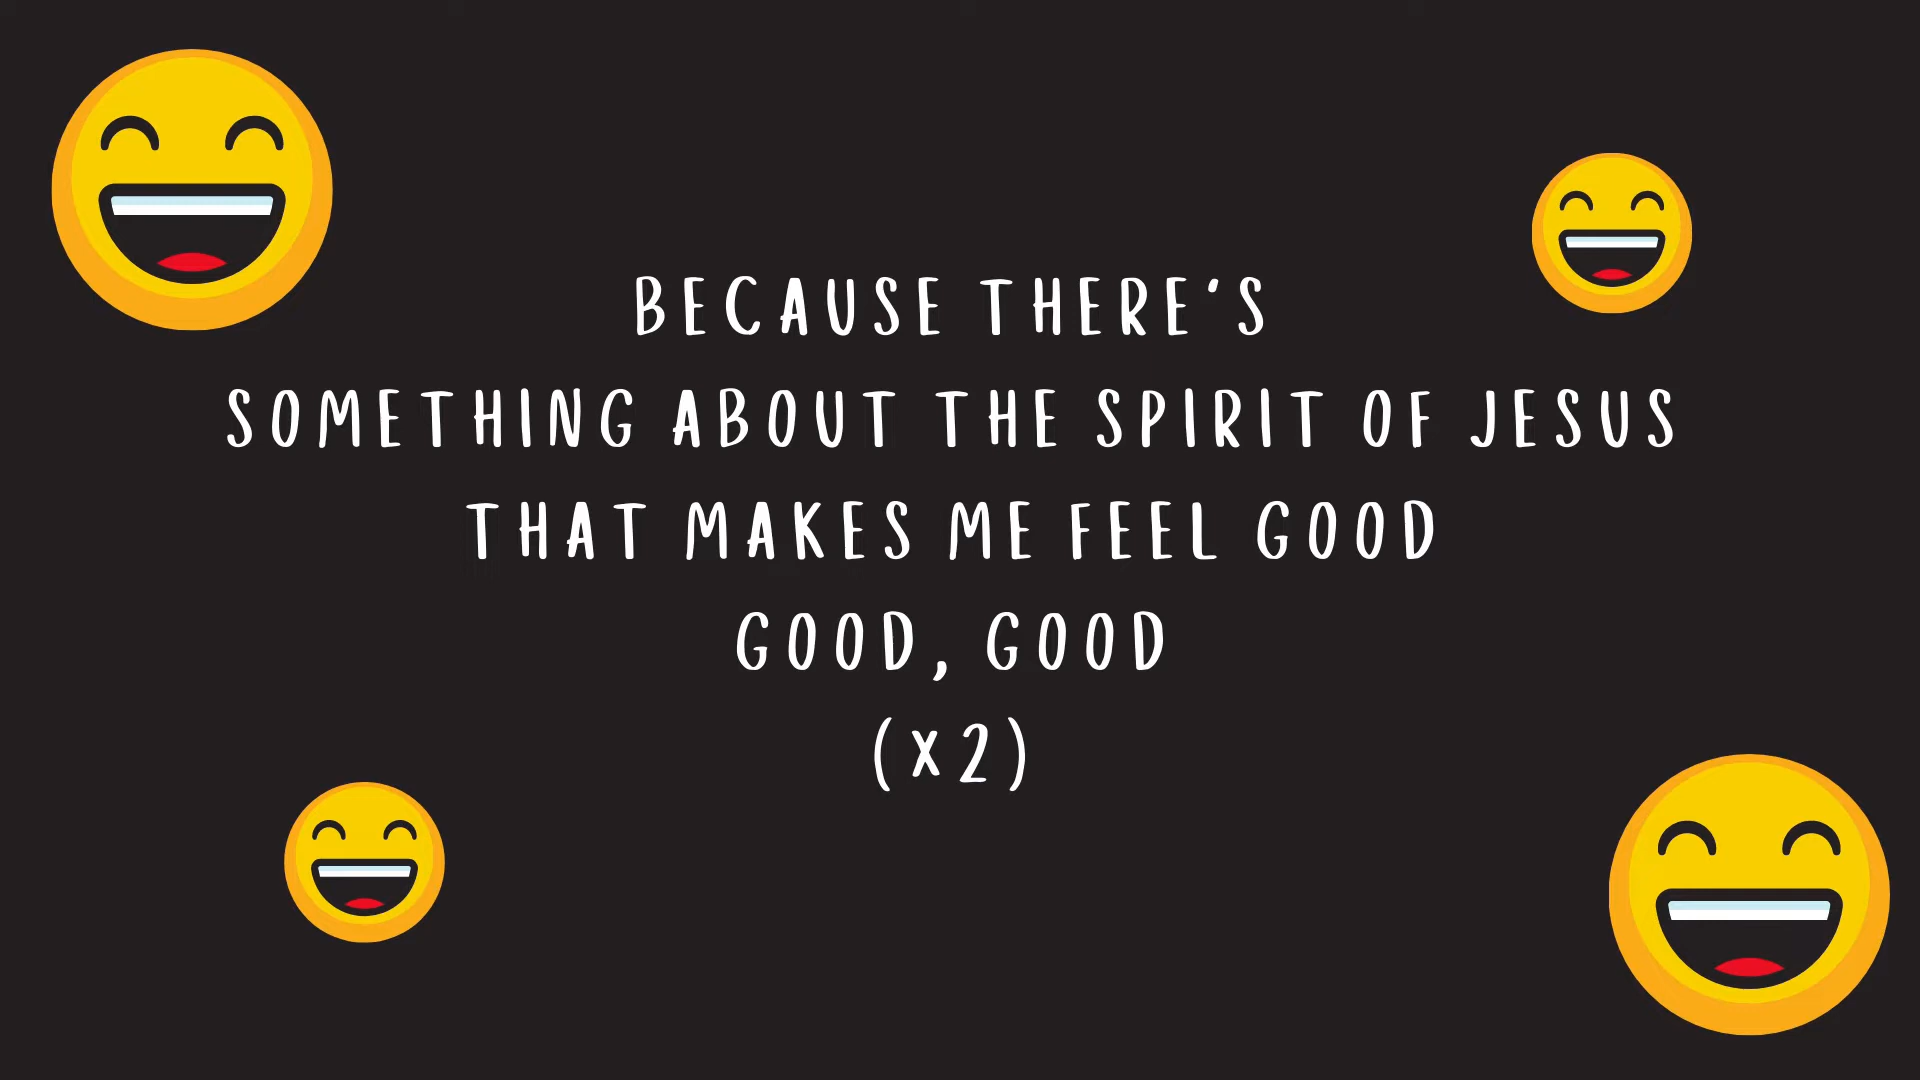 BECAUSE THERE'S
SOMETHING ABOUT THE SPIRIT OF JESUS
THAT MAKES ME FEEL GOOD
GOOD, GOOD
(X2)